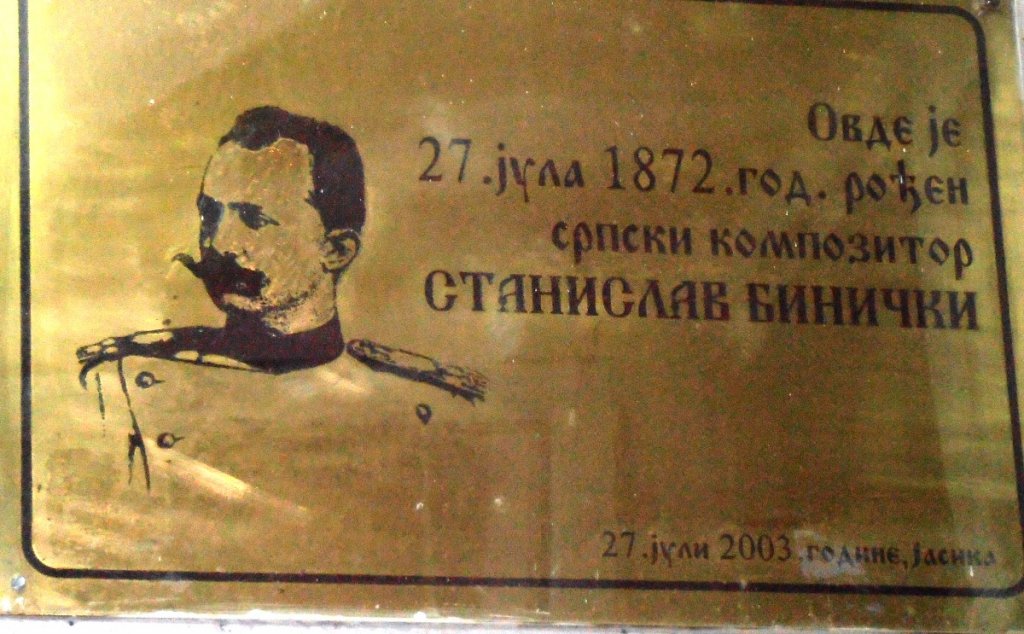 Овде је
27.јула 1872.год. рођен
српски композитор
СТАНИСЛАВ БИНИЧКИ
27.јули 2003.године,јасика